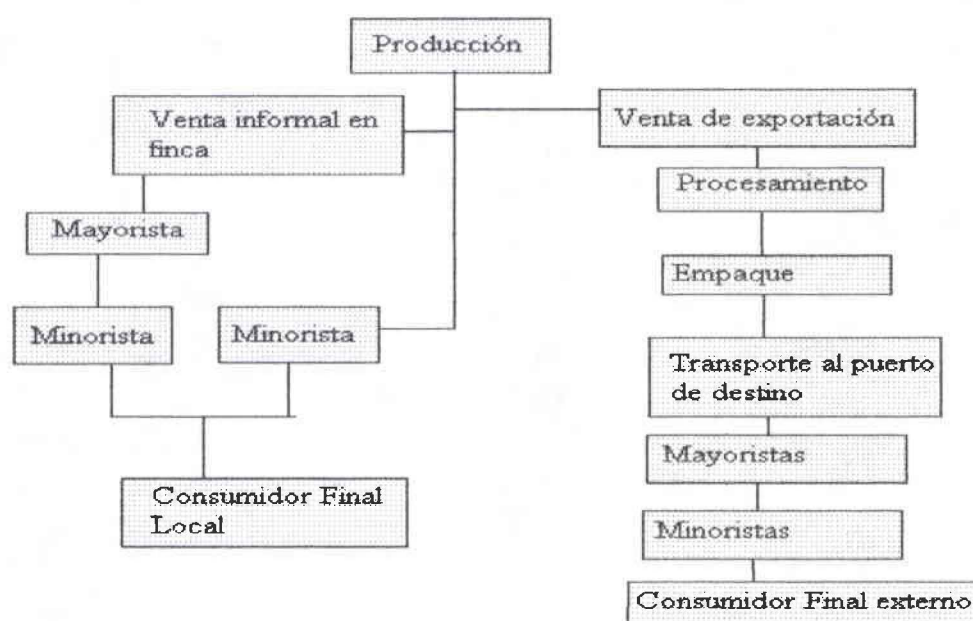 Producción
Venta informal en
finca
Mayorista
Minorista
Minorista
Consumidor Final
Local
Venta de exportación
Procesamiento
Empaque
Transporte al puerto
de destino
Mayoristas
Minoristas
Consumidor Final externo